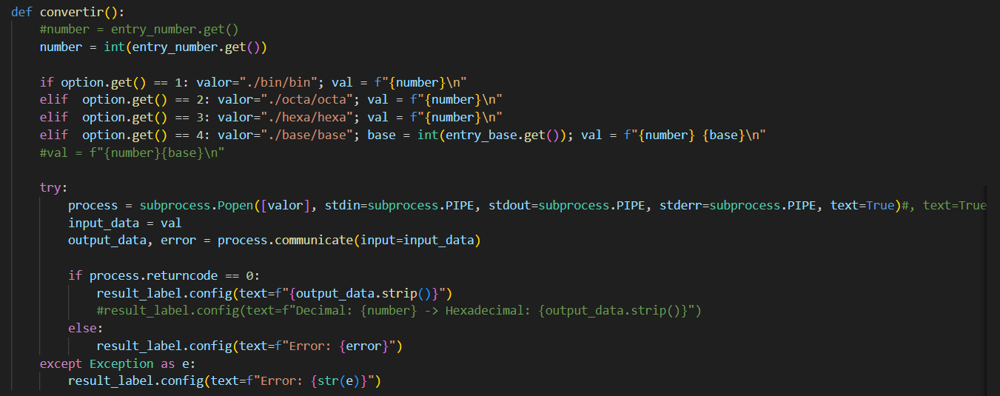 def convertir():
    #number = entry_number.get()
    number = int(entry_number.get())

    if option.get() == 1: valor="./bin/bin"; val = f"{number}\n"
    elif  option.get() == 2: valor="./octa/octa"; val = f"{number}\n"
    elif  option.get() == 3: valor="./hexa/hexa"; val = f"{number}\n"
    elif  option.get() == 4: valor="./base/base"; base = int(entry_base.get()); val = f"{number} {base}\n"
    #val = f"{number}{base}\n"

    try:
        process = subprocess.Popen([valor], stdin=subprocess.PIPE, stdout=subprocess.PIPE, stderr=subprocess.PIPE, text=True)#, text=True
        input_data = val
        output_data, error = process.communicate(input=input_data)

        if process.returncode == 0:
            result_label.config(text=f"{output_data.strip()}")
            #result_label.config(text=f"Decimal: {number} -> Hexadecimal: {output_data.strip()}")
        else:
            result_label.config(text=f"Error: {error}")
    except Exception as e:
        result_label.config(text=f"Error: {str(e)}")